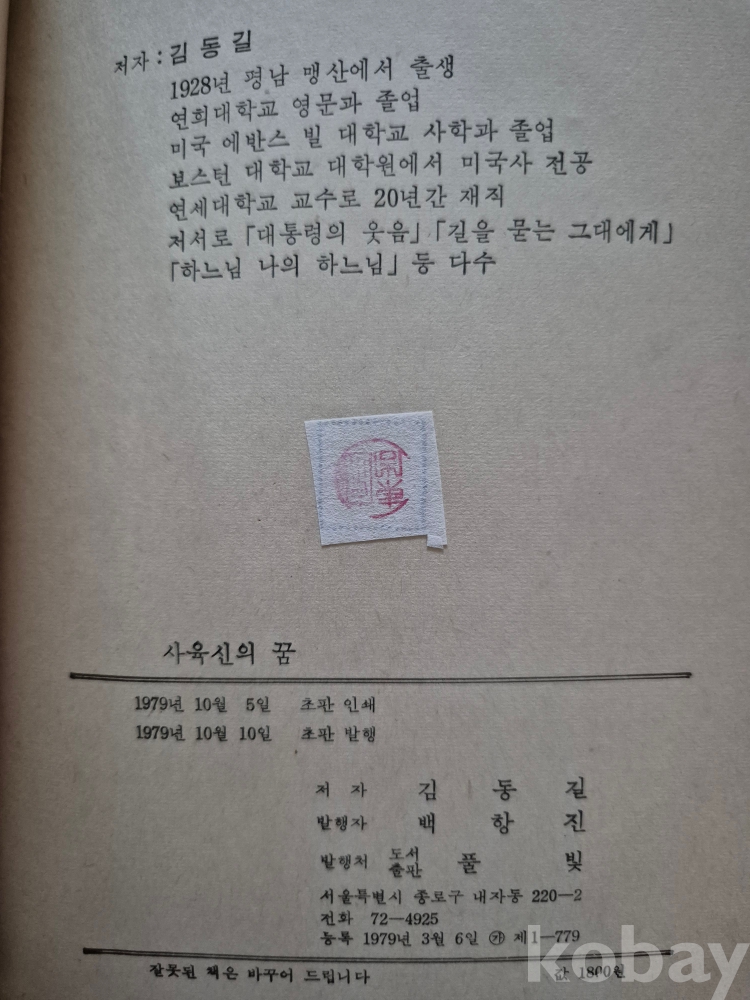 저자 : 김동길
1928년 평남 맹산에서 출생
연희대학교 영문과 졸업
미국 에반스 빌 대학교 사학과 졸업
보스턴 대학교 대학원에서 미국사 전공
연세대학교 교수로 20년간 재직
저서로 「대통령의 웃음」「길을 묻는 그대에게」
「하느님 나의 하느님」 등 다수
사육신의 꿈
1979년 10월 5일 초판 인쇄
1979년 10월 10일 초판 발행
저 자 김 동 길
발행자 백 항 진
발행처 도서출판 풀 빛
서울특별시 종로구 내자동 220—2
전화 72—4925
등록 1979년 3월 6일 ㉮ 제1—779
잘못된 책은 바꾸어 드립니다 값 1800원
kobay